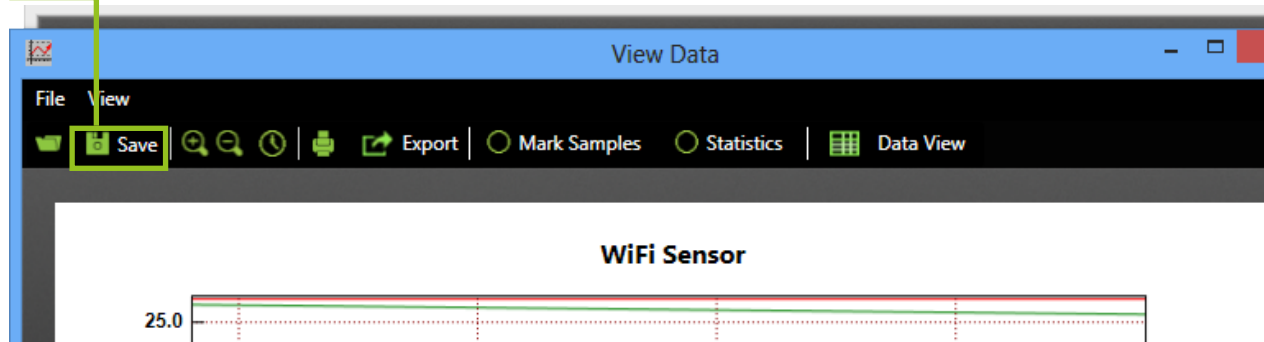 View Data
File View
Save Export Mark Samples Statistics Data View
WiFi Sensor
25.0